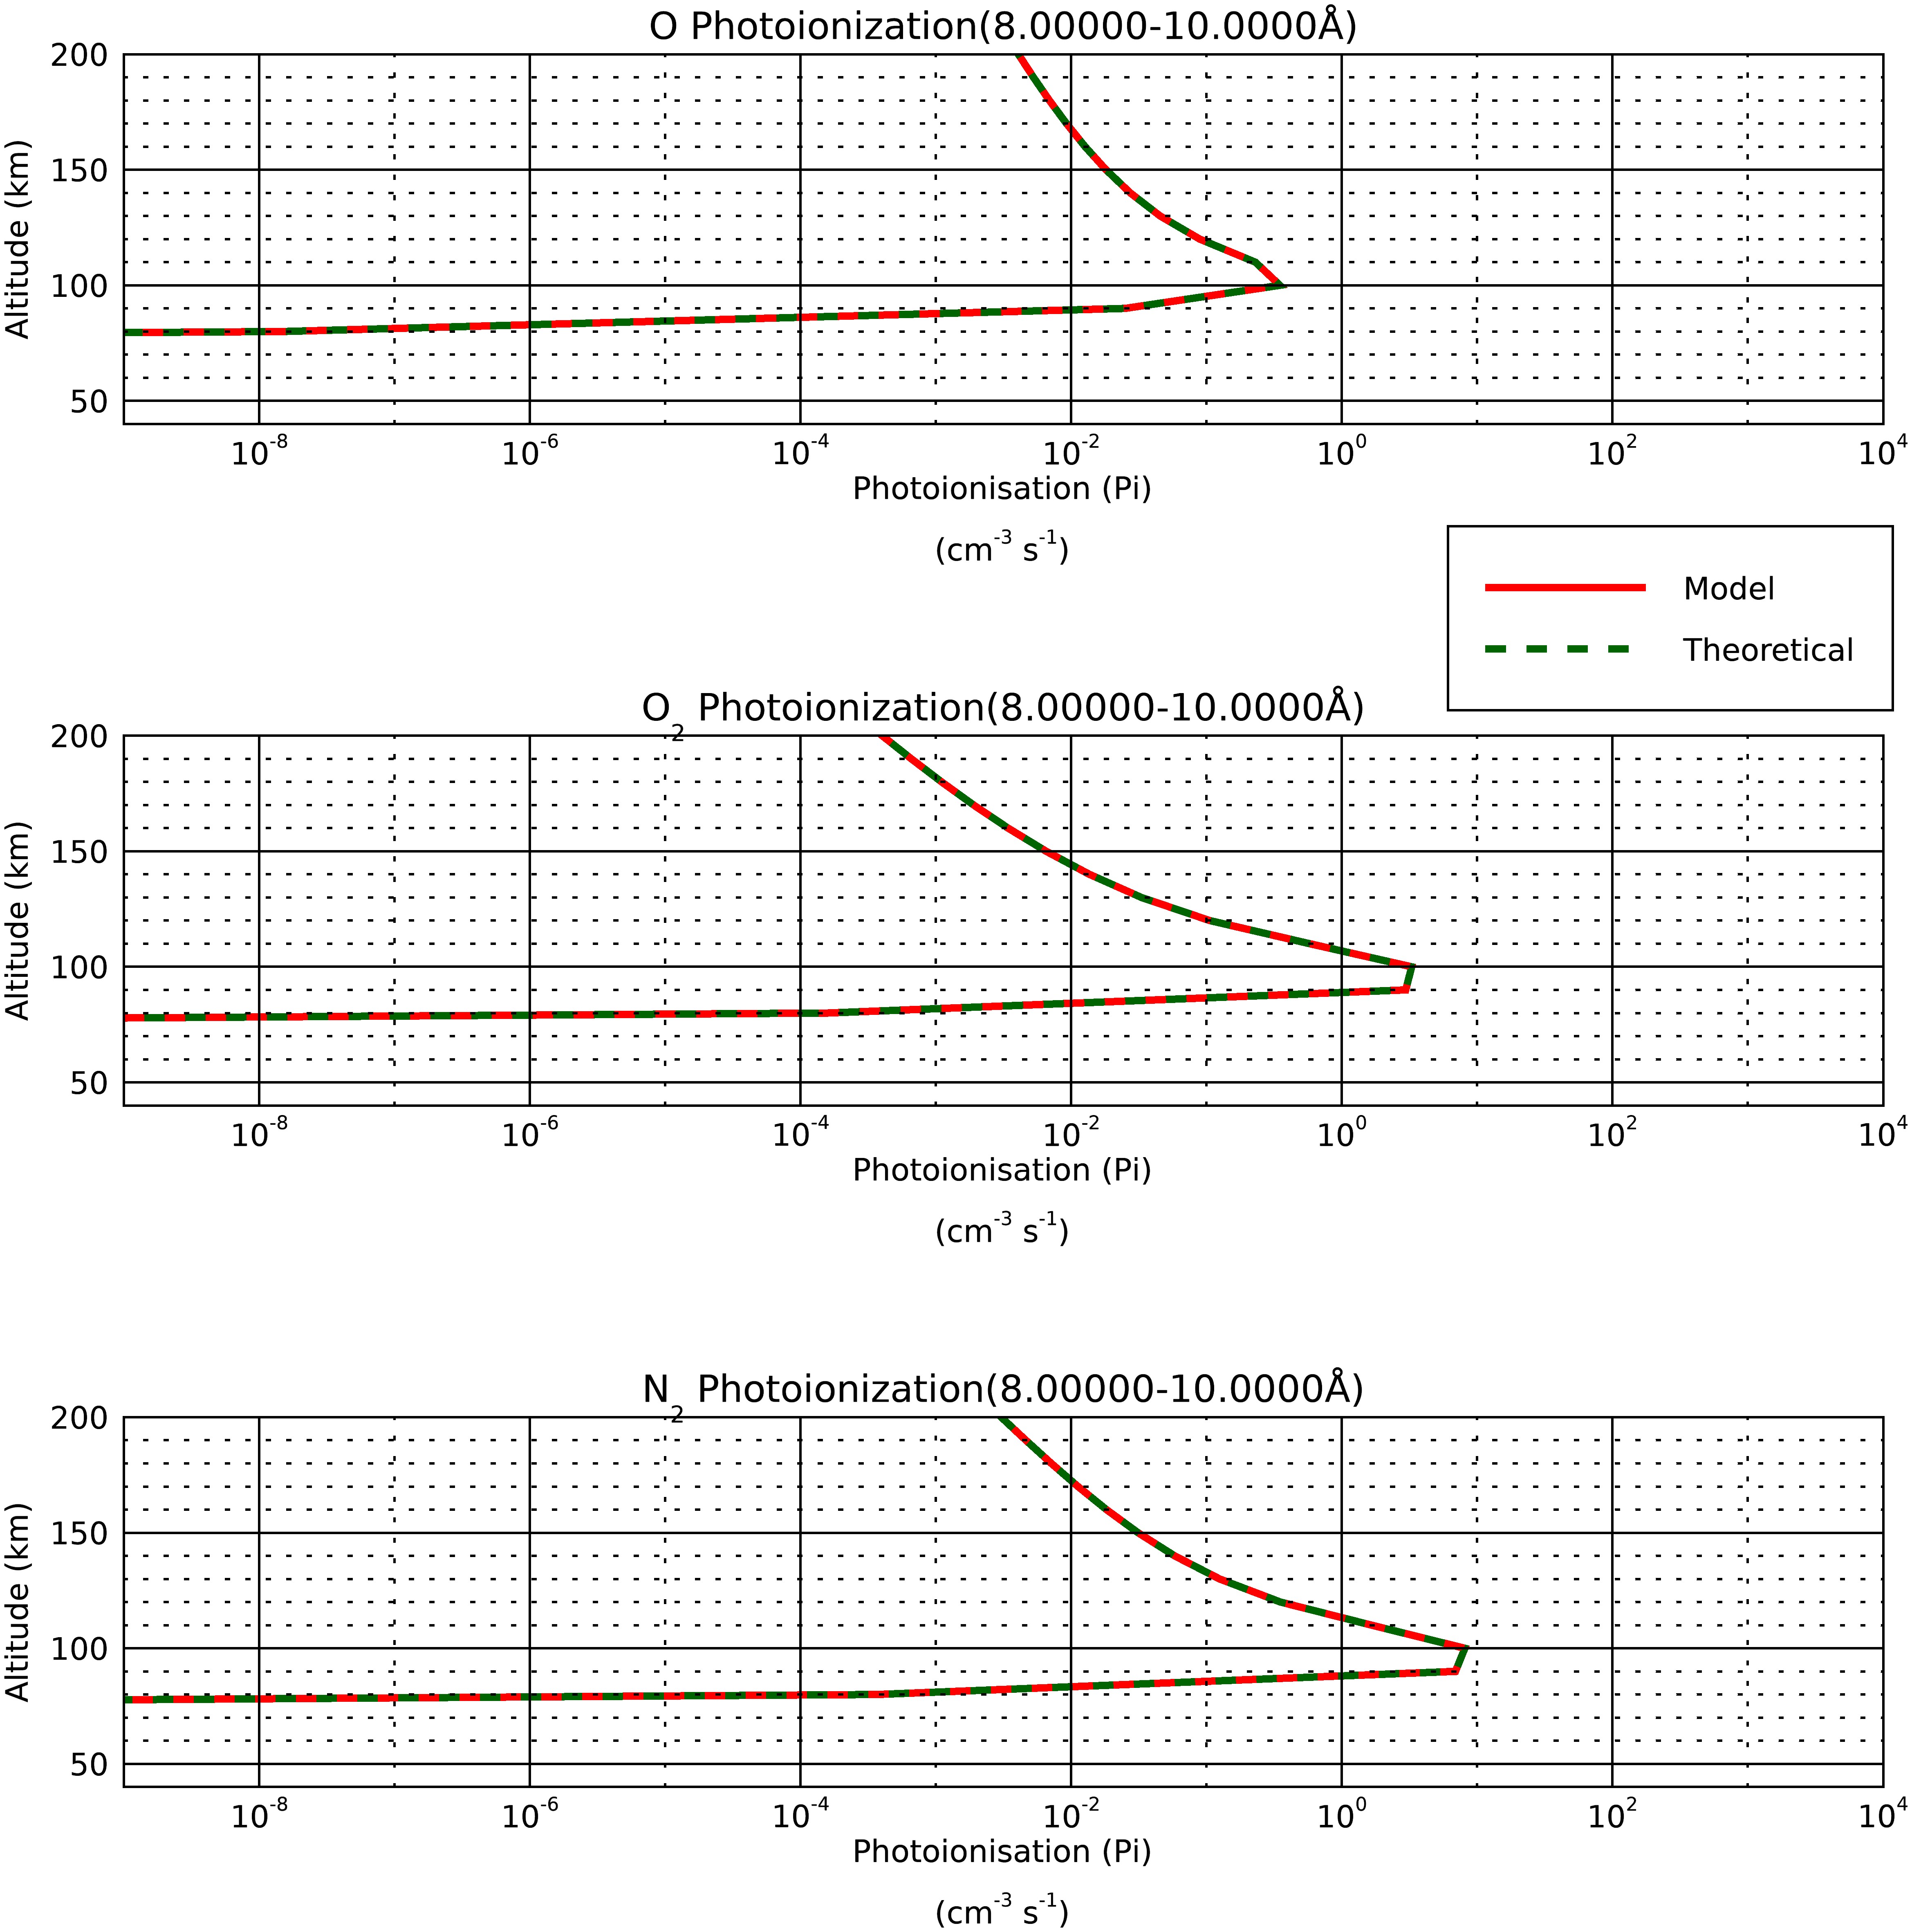 O Photoionization(8.00000-10.0000Å)
200
150
100
50
Altitude (km)
10-8 10-6 10-4 10-2 100 102 104
Photoionisation (Pi)
(cm-3 s-1)
Model
Theoretical
O2 Photoionization(8.00000-10.0000Å)
200
150
100
50
Altitude (km)
10-8 10-6 10-4 10-2 100 102 104
Photoionisation (Pi)
(cm-3 s-1)
N2 Photoionization(8.00000-10.0000Å)
200
150
100
50
Altitude (km)
10-8 10-6 10-4 10-2 100 102 104
Photoionisation (Pi)
(cm-3 s-1)